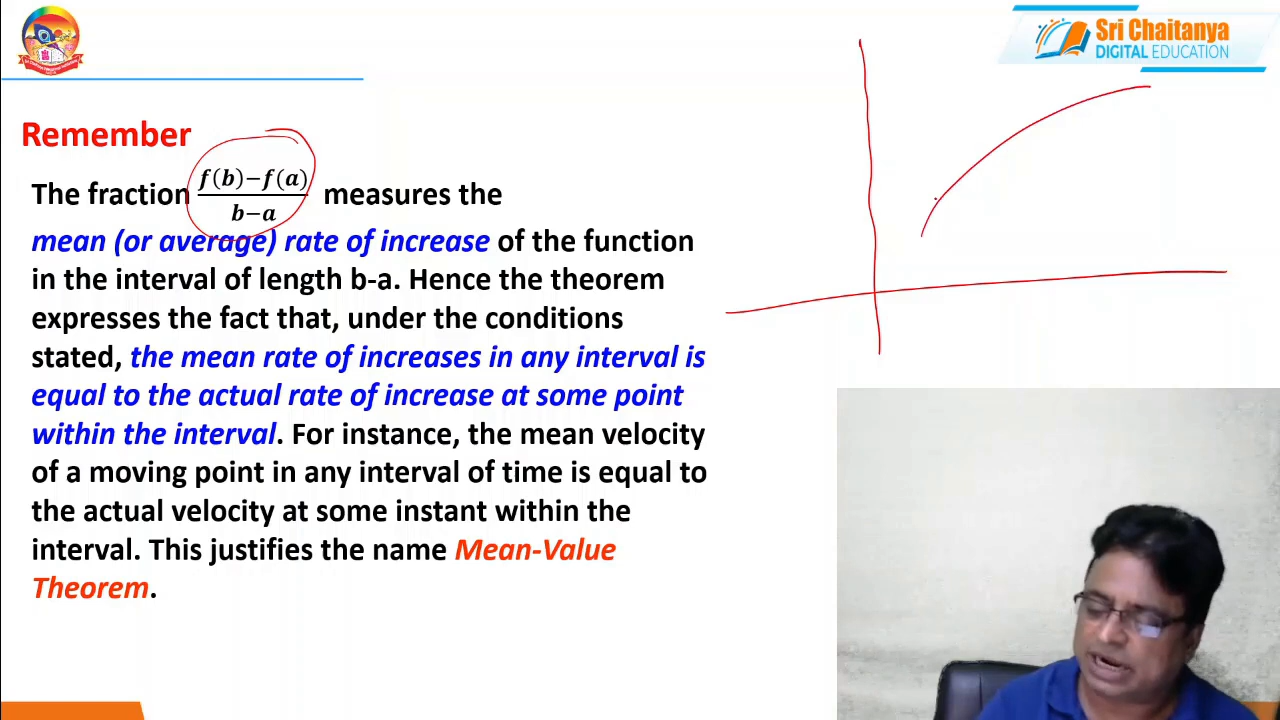 Sri Chaitanya
DIGITAL EDUCATION
Remember
The fraction f(b)−f(a)/b−a measures the
mean (or average) rate of increase of the function
in the interval of length b-a. Hence the theorem
expresses the fact that, under the conditions
stated, the mean rate of increases in any interval is
equal to the actual rate of increase at some point
within the interval. For instance, the mean velocity
of a moving point in any interval of time is equal to
the actual velocity at some instant within the
interval. This justifies the name Mean-Value
Theorem.